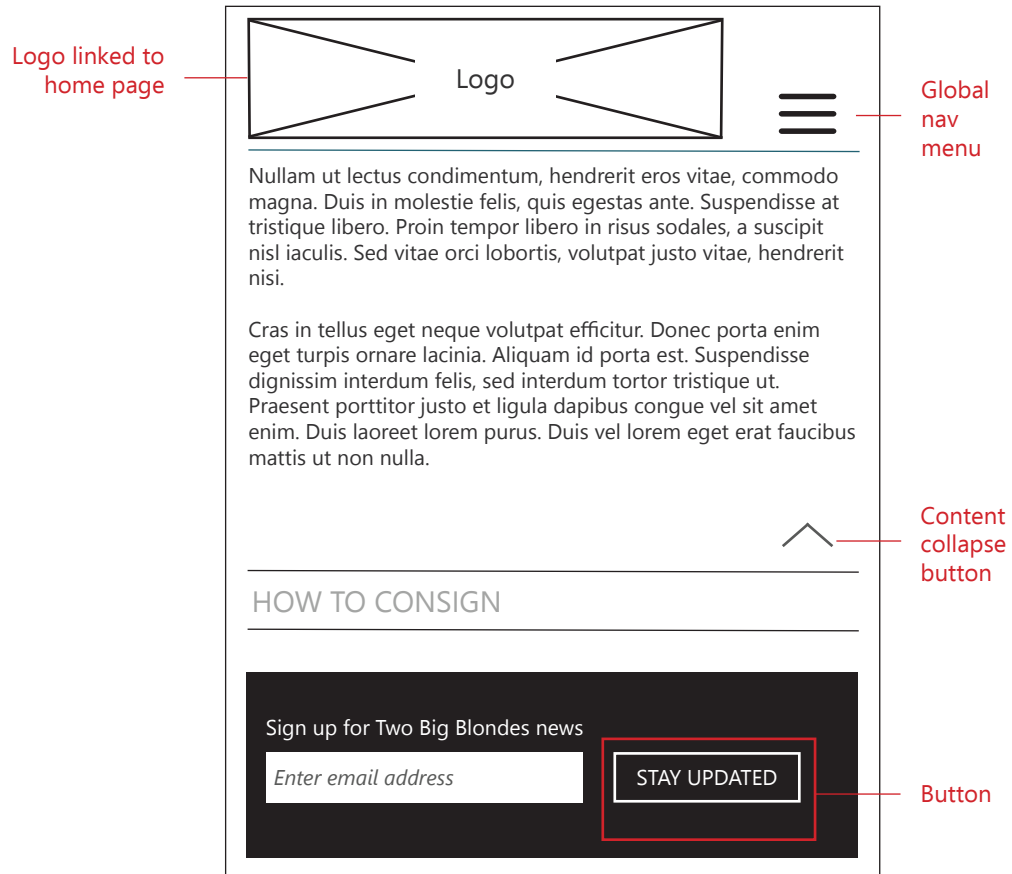 Logo linked to
home page
Logo
Global
nav
menu
Nullam ut lectus condimentum, hendrerit eros vitae, commodo
magna. Duis in molestie felis, quis egestas ante. Suspendisse at
tristique libero. Proin tempor libero in risus sodales, a suscipit
nisl iaculis. Sed vitae orci lobortis, volutpat justo vitae, hendrerit
nisi.
Cras in tellus eget neque volutpat efficitur. Donec porta enim
eget turpis ornare lacinia. Aliquam id porta est. Suspendisse
dignissim interdum felis, sed interdum tortor tristique ut.
Praesent porttitor justo et ligula dapibus congue vel sit amet
enim. Duis laoreet lorem purus. Duis vel lorem eget erat faucibus
mattis ut non nulla.
Content
collapse
button
HOW TO CONSIGN
Sign up for Two Big Blondes news
Enter email address
STAY UPDATED
Button